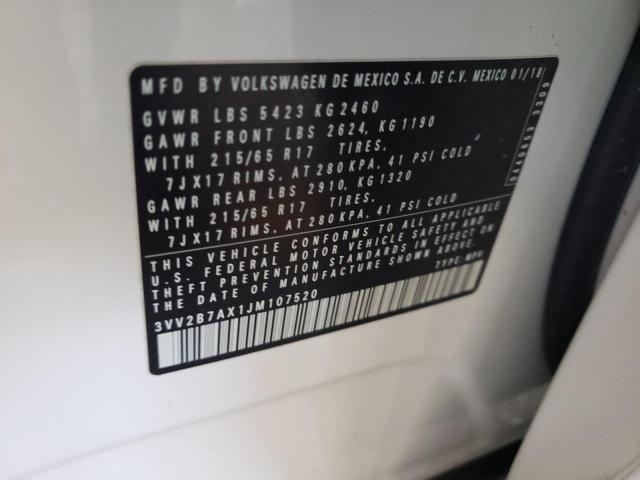 MFD BY VOLKSWAGEN DE MEXICO S.A. DE C.V. MEXICO 01/18
GVWR LBS 5423 KG 2460
GAWR FRONT LBS 2624, KG 1190
WITH 215/65 R17 TIRES,
7JX17 RIMS, AT 280 KPA, 41 PSI COLD
GAWR REAR LBS 2910, KG 1320
WITH 215/65 R17 TIRES,
7JX17 RIMS, AT 280 KPA, 41 PSI COLD
THIS VEHICLE CONFORMS TO ALL APPLICABLE
U.S. FEDERAL MOTOR VEHICLE SAFETY AND
THEFT PREVENTION STANDARDS IN EFFECT ON
THE DATE OF MANUFACTURE SHOWN ABOVE.
TYPE: MPV
3VV2B7AX1JM107520